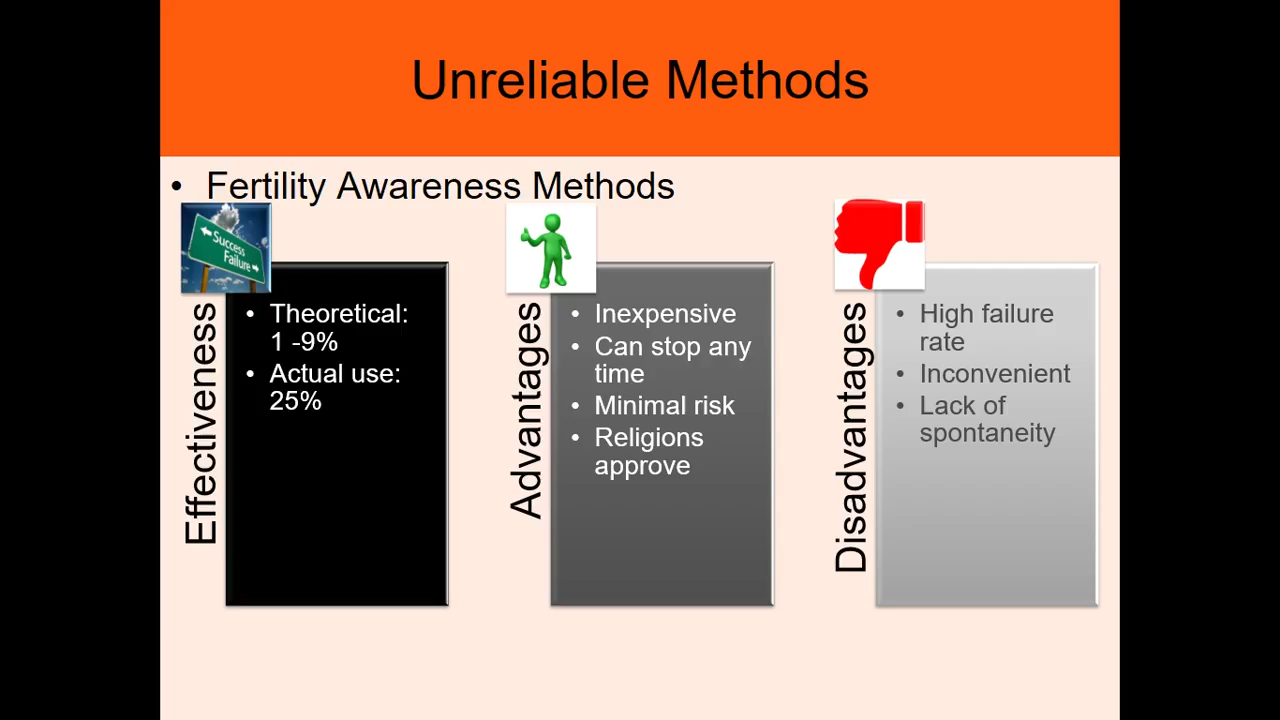 Unreliable Methods
• Fertility Awareness Methods
Success
Failure
Effectiveness
• Theoretical:
1 -9%
• Actual use:
25%
Advantages
• Inexpensive
• Can stop any
time
• Minimal risk
• Religions
approve
Disadvantages
• High failure
rate
• Inconvenient
• Lack of
spontaneity